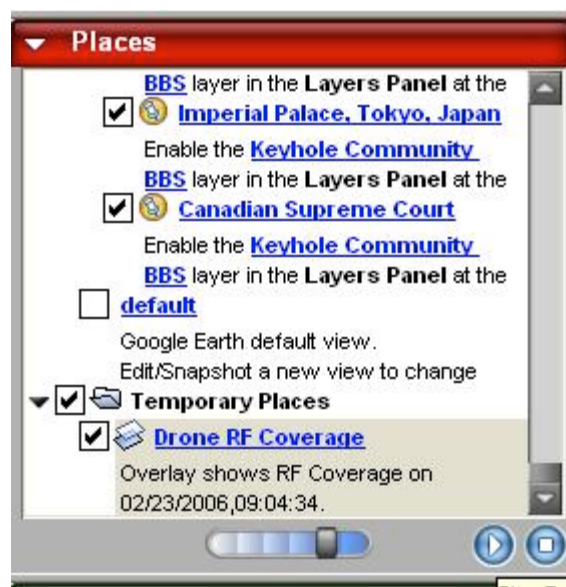 Places
BBS layer in the Layers Panel at the
Imperial Palace, Tokyo, Japan
Enable the Keyhole Community
BBS layer in the Layers Panel at the
Canadian Supreme Court
Enable the Keyhole Community
BBS layer in the Layers Panel at the
default
Google Earth default view.
Edit/Snapshot a new view to change
Temporary Places
Drone RF Coverage
Overlay shows RF Coverage on
02/23/2006,09:04:34.